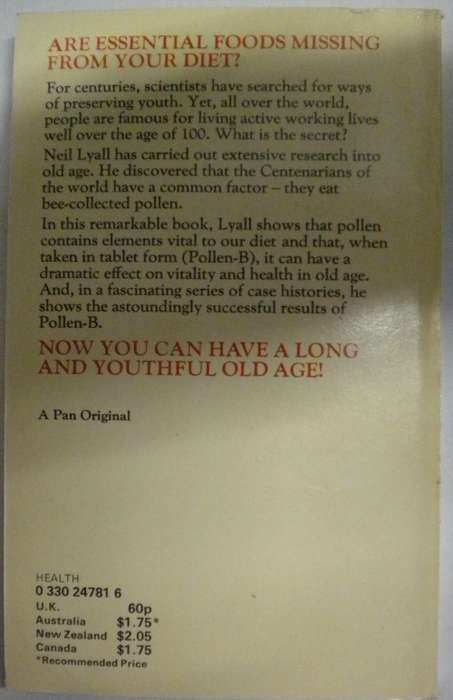 ARE ESSENTIAL FOODS MISSING
FROM YOUR DIET?
For centuries, scientists have searched for ways
of preserving youth. Yet, all over the world,
people are famous for living active working lives
well over the age of 100. What is the secret?
Neil Lyall has carried out extensive research into
old age. He discovered that the Centenarians of
the world have a common factor – they eat
bee-collected pollen.
In this remarkable book, Lyall shows that pollen
contains elements vital to our diet and that, when
taken in tablet form (Pollen-B), it can have a
dramatic effect on vitality and health in old age.
And, in a fascinating series of case histories, he
shows the astoundingly successful results of
Pollen-B.
NOW YOU CAN HAVE A LONG
AND YOUTHFUL OLD AGE!
A Pan Original
HEALTH
0 330 24781 6
U.K. 60p
Australia $1.75*
New Zealand $2.05
Canada $1.75
*Recommended Price